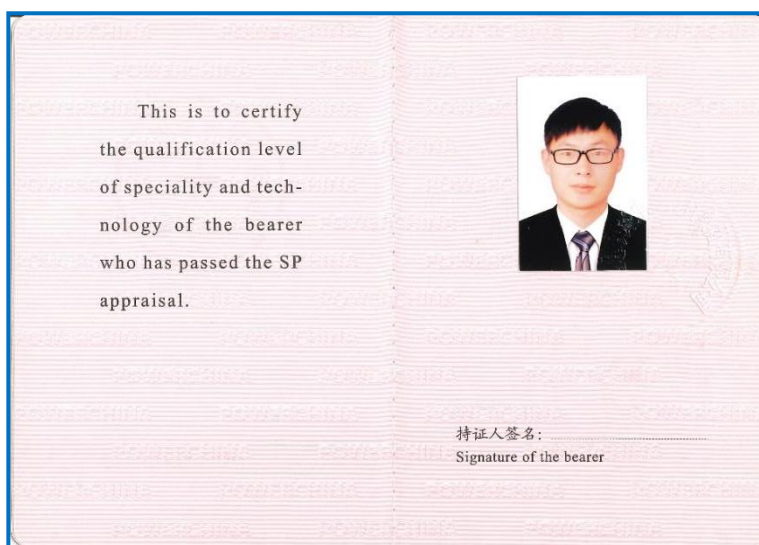 This is to certify
the qualification level
of speciality and tech-
nology of the bearer
who has passed the SP
appraisal.
持证人签名：
Signature of the bearer
POWERCHINA